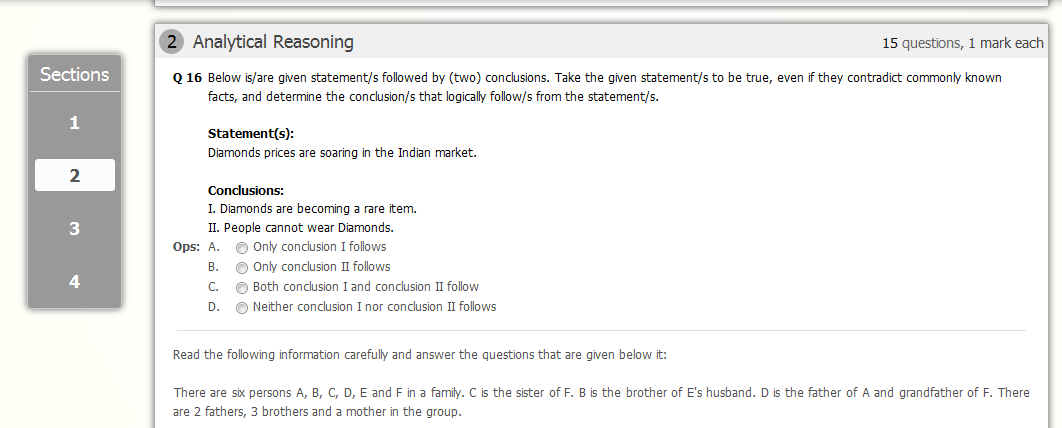 2 Analytical Reasoning 15 questions, 1 mark each
Sections
1
2
3
4
Q 16 Below is/are given statement/s followed by (two) conclusions. Take the given statement/s to be true, even if they contradict commonly known
facts, and determine the conclusion/s that logically follow/s from the statement/s.
Statement(s):
Diamonds prices are soaring in the Indian market.
Conclusions:
I. Diamonds are becoming a rare item.
II. People cannot wear Diamonds.
Ops: A. Only conclusion I follows
B. Only conclusion II follows
C. Both conclusion I and conclusion II follow
D. Neither conclusion I nor conclusion II follows
Read the following information carefully and answer the questions that are given below it:
There are six persons A, B, C, D, E and F in a family. C is the sister of F. B is the brother of E's husband. D is the father of A and grandfather of F. There
are 2 fathers, 3 brothers and a mother in the group.